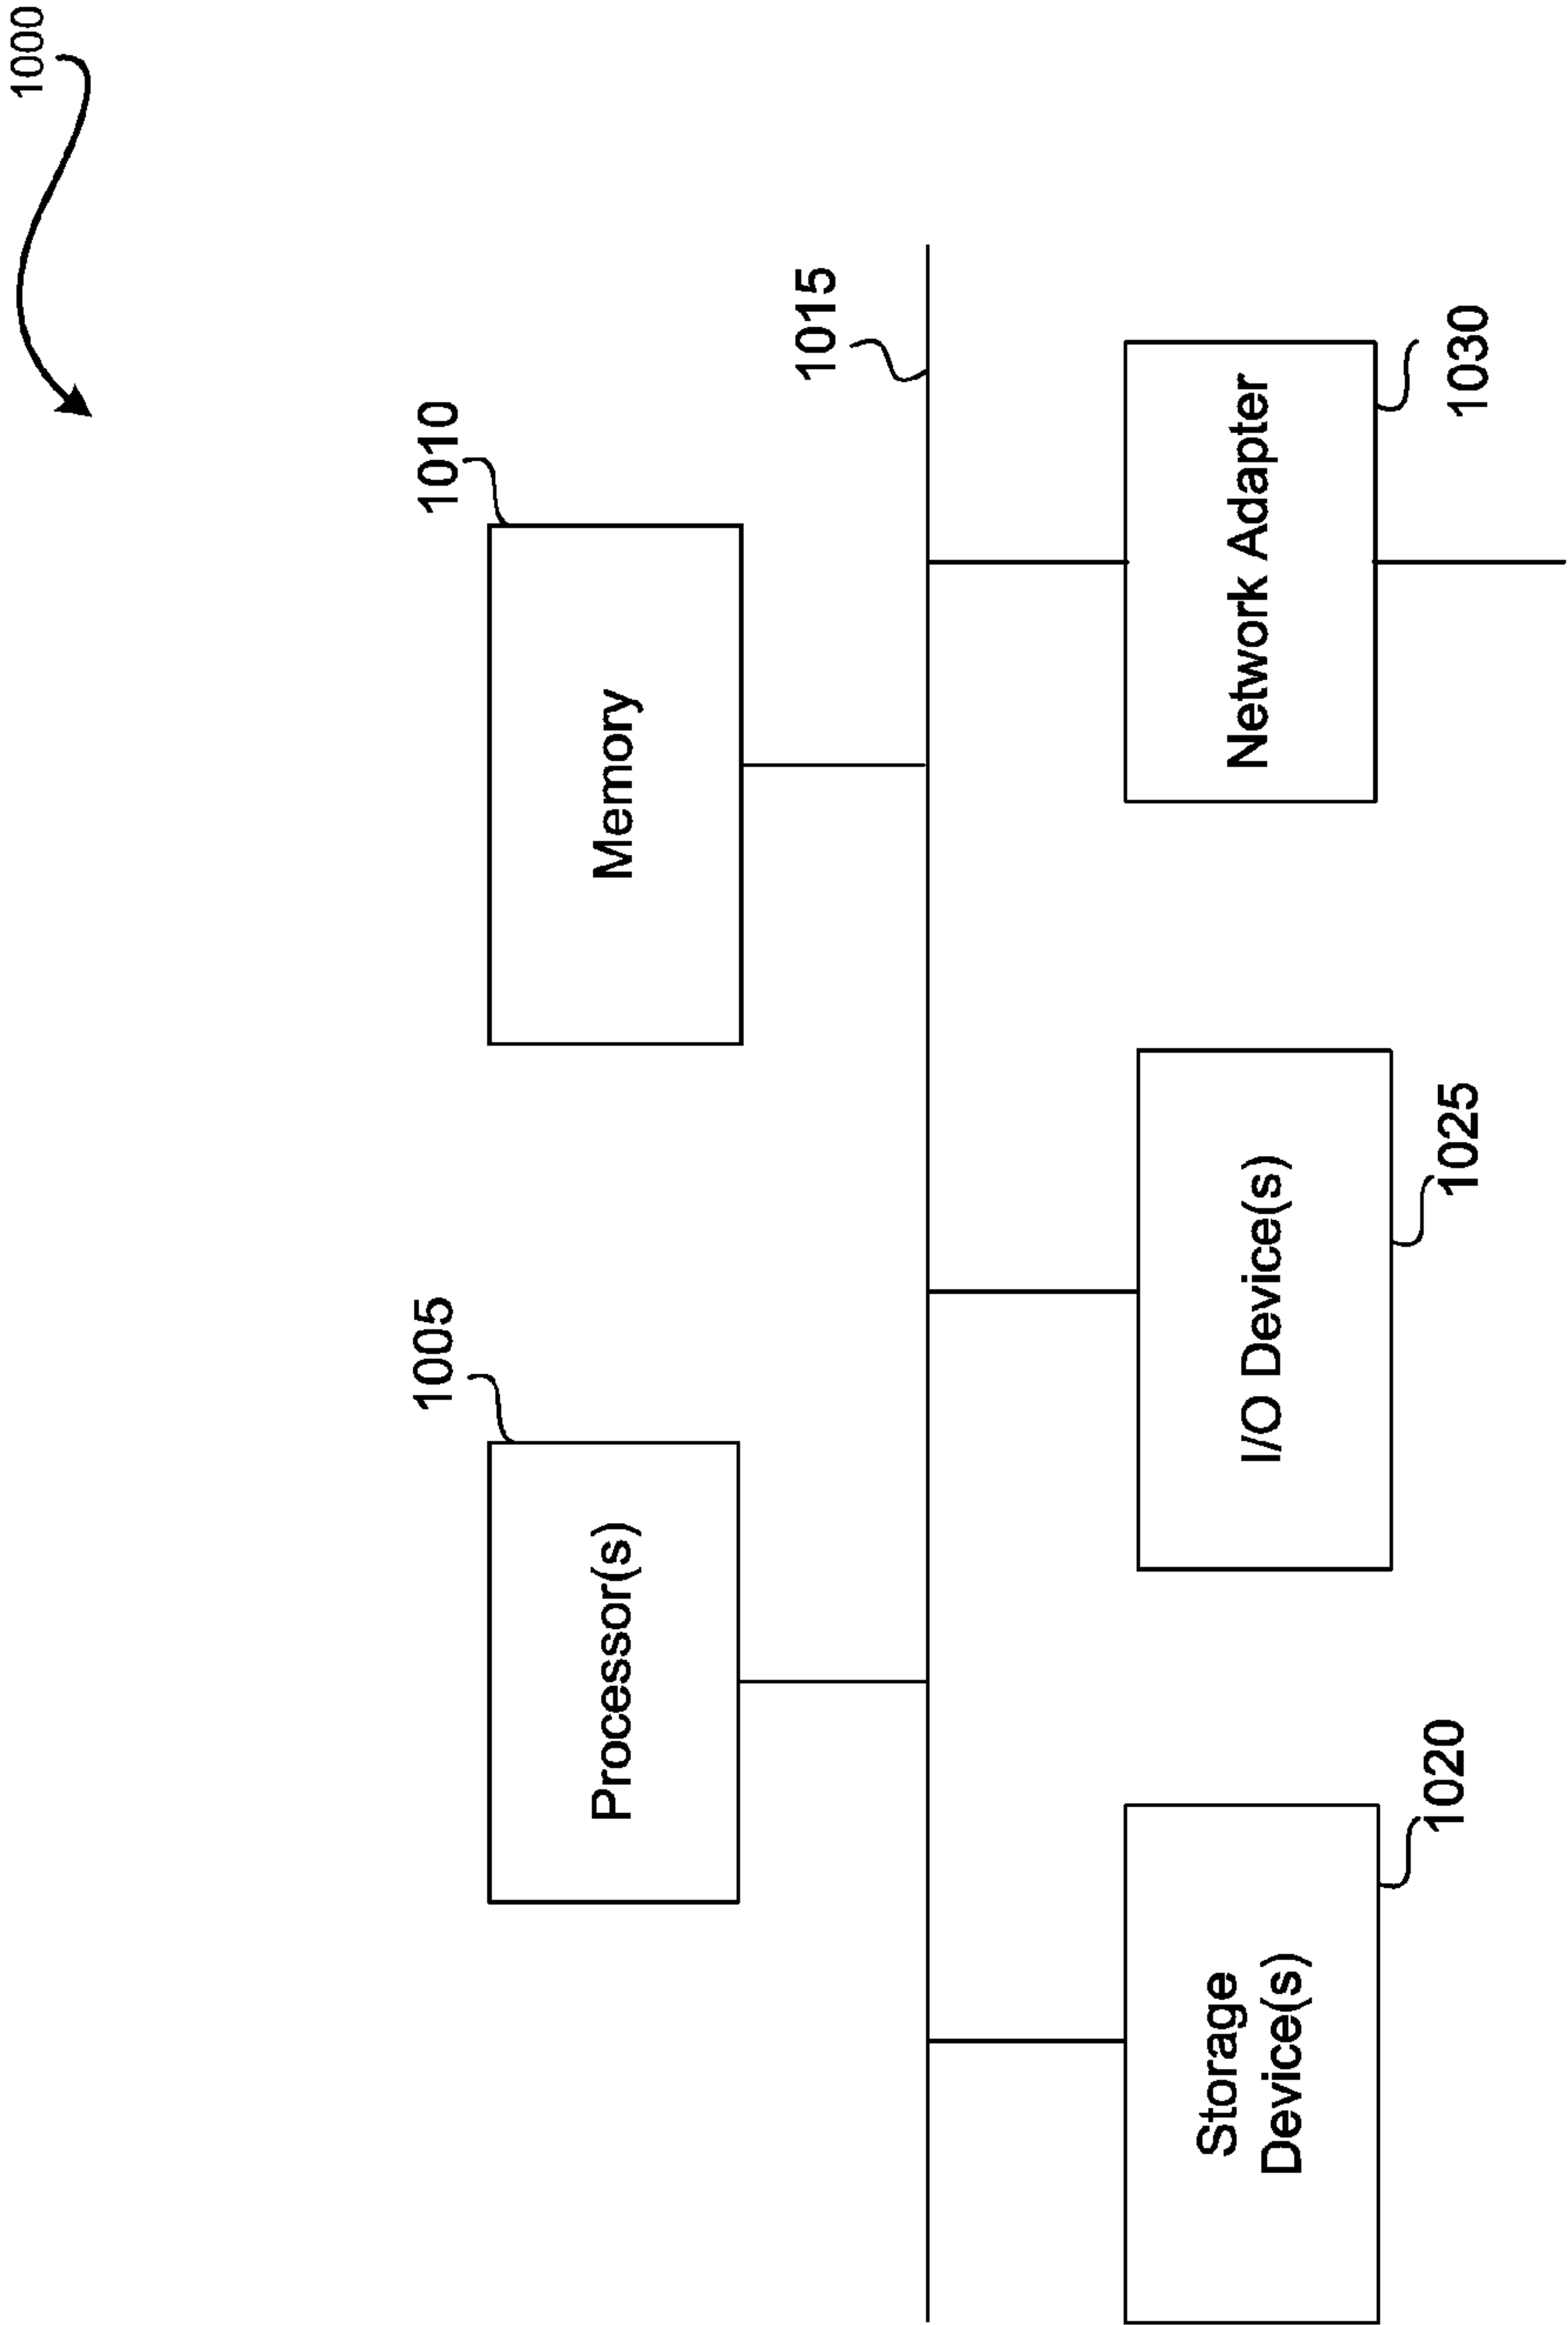 1000
1005
1010
Processor(s)
Memory
1015
Storage
Device(s)
I/O Device(s)
Network Adapter
1020
1025
1030